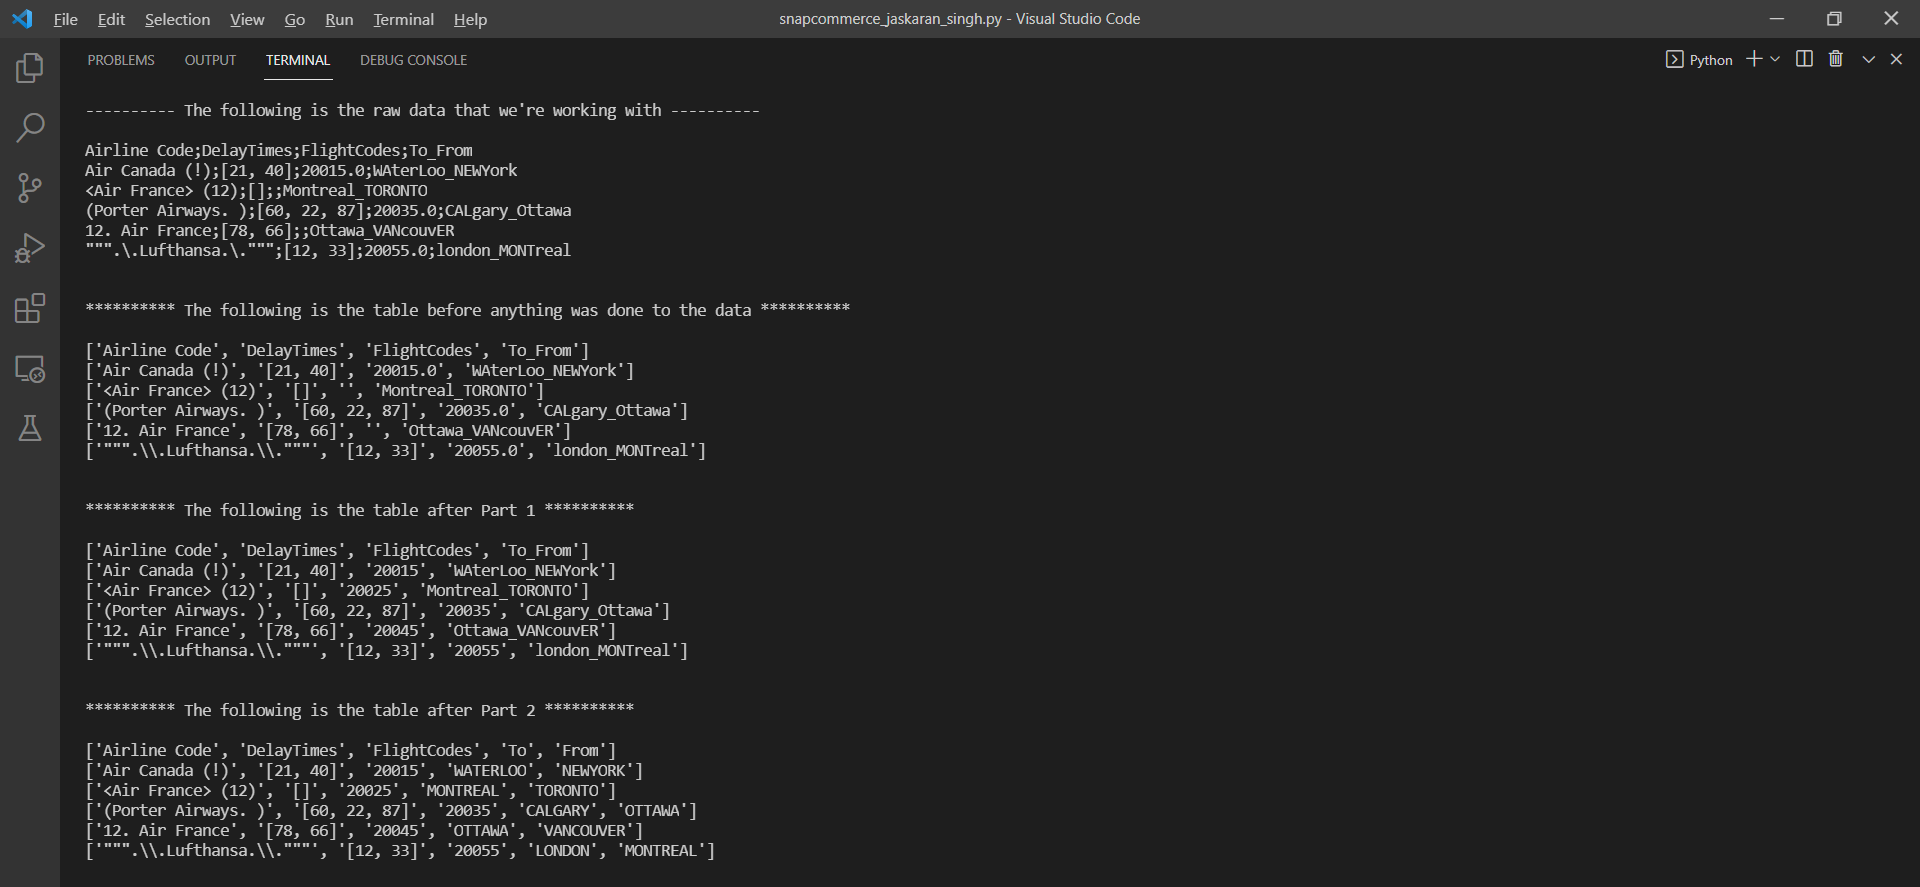 File Edit Selection View Go Run Terminal Help snapcommerce_jaskaran_singh.py - Visual Studio Code
PROBLEMS OUTPUT TERMINAL DEBUG CONSOLE Python
---------- The following is the raw data that we're working with ----------
Airline Code;DelayTimes;FlightCodes;To_From
Air Canada (!);[21, 40];20015.0;WAterLoo_NEWYork
<Air France> (12);[];;Montreal_TORONTO
(Porter Airways. );[60, 22, 87];20035.0;CALgary_Ottawa
12. Air France;[78, 66];;Ottawa_VANcouvER
""".\.Lufthansa.\.""";[12, 33];20055.0;london_MONTreal
********** The following is the table before anything was done to the data **********
['Airline Code', 'DelayTimes', 'FlightCodes', 'To_From']
['Air Canada (!)', '[21, 40]', '20015.0', 'WAterLoo_NEWYork']
['<Air France> (12)', '[]', '', 'Montreal_TORONTO']
['(Porter Airways. )', '[60, 22, 87]', '20035.0', 'CALgary_Ottawa']
['12. Air France', '[78, 66]', '', 'Ottawa_VANcouvER']
['""".\\.Lufthansa.\\."""', '[12, 33]', '20055.0', 'london_MONTreal']
********** The following is the table after Part 1 **********
['Airline Code', 'DelayTimes', 'FlightCodes', 'To_From']
['Air Canada (!)', '[21, 40]', '20015', 'WAterLoo_NEWYork']
['<Air France> (12)', '[]', '20025', 'Montreal_TORONTO']
['(Porter Airways. )', '[60, 22, 87]', '20035', 'CALgary_Ottawa']
['12. Air France', '[78, 66]', '20045', 'Ottawa_VANcouvER']
['""".\\.Lufthansa.\\."""', '[12, 33]', '20055', 'london_MONTreal']
********** The following is the table after Part 2 **********
['Airline Code', 'DelayTimes', 'FlightCodes', 'To', 'From']
['Air Canada (!)', '[21, 40]', '20015', 'WATERLOO', 'NEWYORK']
['<Air France> (12)', '[]', '20025', 'MONTREAL', 'TORONTO']
['(Porter Airways. )', '[60, 22, 87]', '20035', 'CALGARY', 'OTTAWA']
['12. Air France', '[78, 66]', '20045', 'OTTAWA', 'VANCOUVER']
['""".\\.Lufthansa.\\."""', '[12, 33]', '20055', 'LONDON', 'MONTREAL']